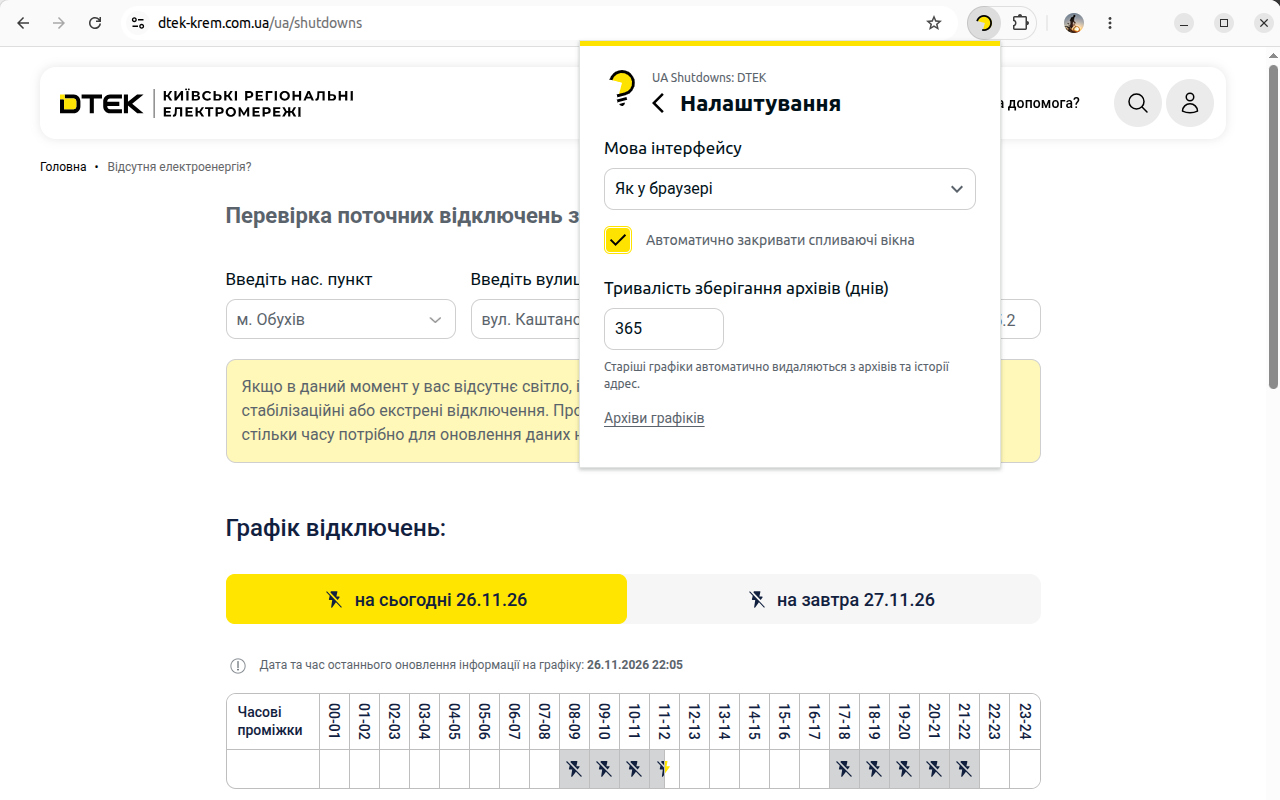 dtek-krem.com.ua/ua/shutdowns
UA Shutdowns: DTEK
Налаштування
Мова інтерфейсу
Як у браузері
Автоматично закривати спливаючі вікна
Тривалість зберігання архівів (днів)
365
Старіші графіки автоматично видаляються з архівів та історії
адрес.
Архіви графіків
DTEK
КИЇВСЬКІ РЕГІОНАЛЬНІ
ЕЛЕКТРОМЕРЕЖІ
допомога?
Головна • Відсутня електроенергія?
Перевірка поточних відключень з
Введіть нас. пункт
Введіть вулиц
м. Обухів
вул. Каштано
.2
Якщо в даний момент у вас відсутнє світло, і
стабілізаційні або екстрені відключення. Про
стільки часу потрібно для оновлення даних н
Графік відключень:
на сьогодні 26.11.26
на завтра 27.11.26
Дата та час останнього оновлення інформації на графіку: 26.11.2026 22:05
Часові
проміжки
00-01 01-02 02-03 03-04 04-05 05-06 06-07 07-08 08-09 09-10 10-11 11-12 12-13 13-14 14-15 15-16 16-17 17-18 18-19 19-20 20-21 21-22 22-23 23-24